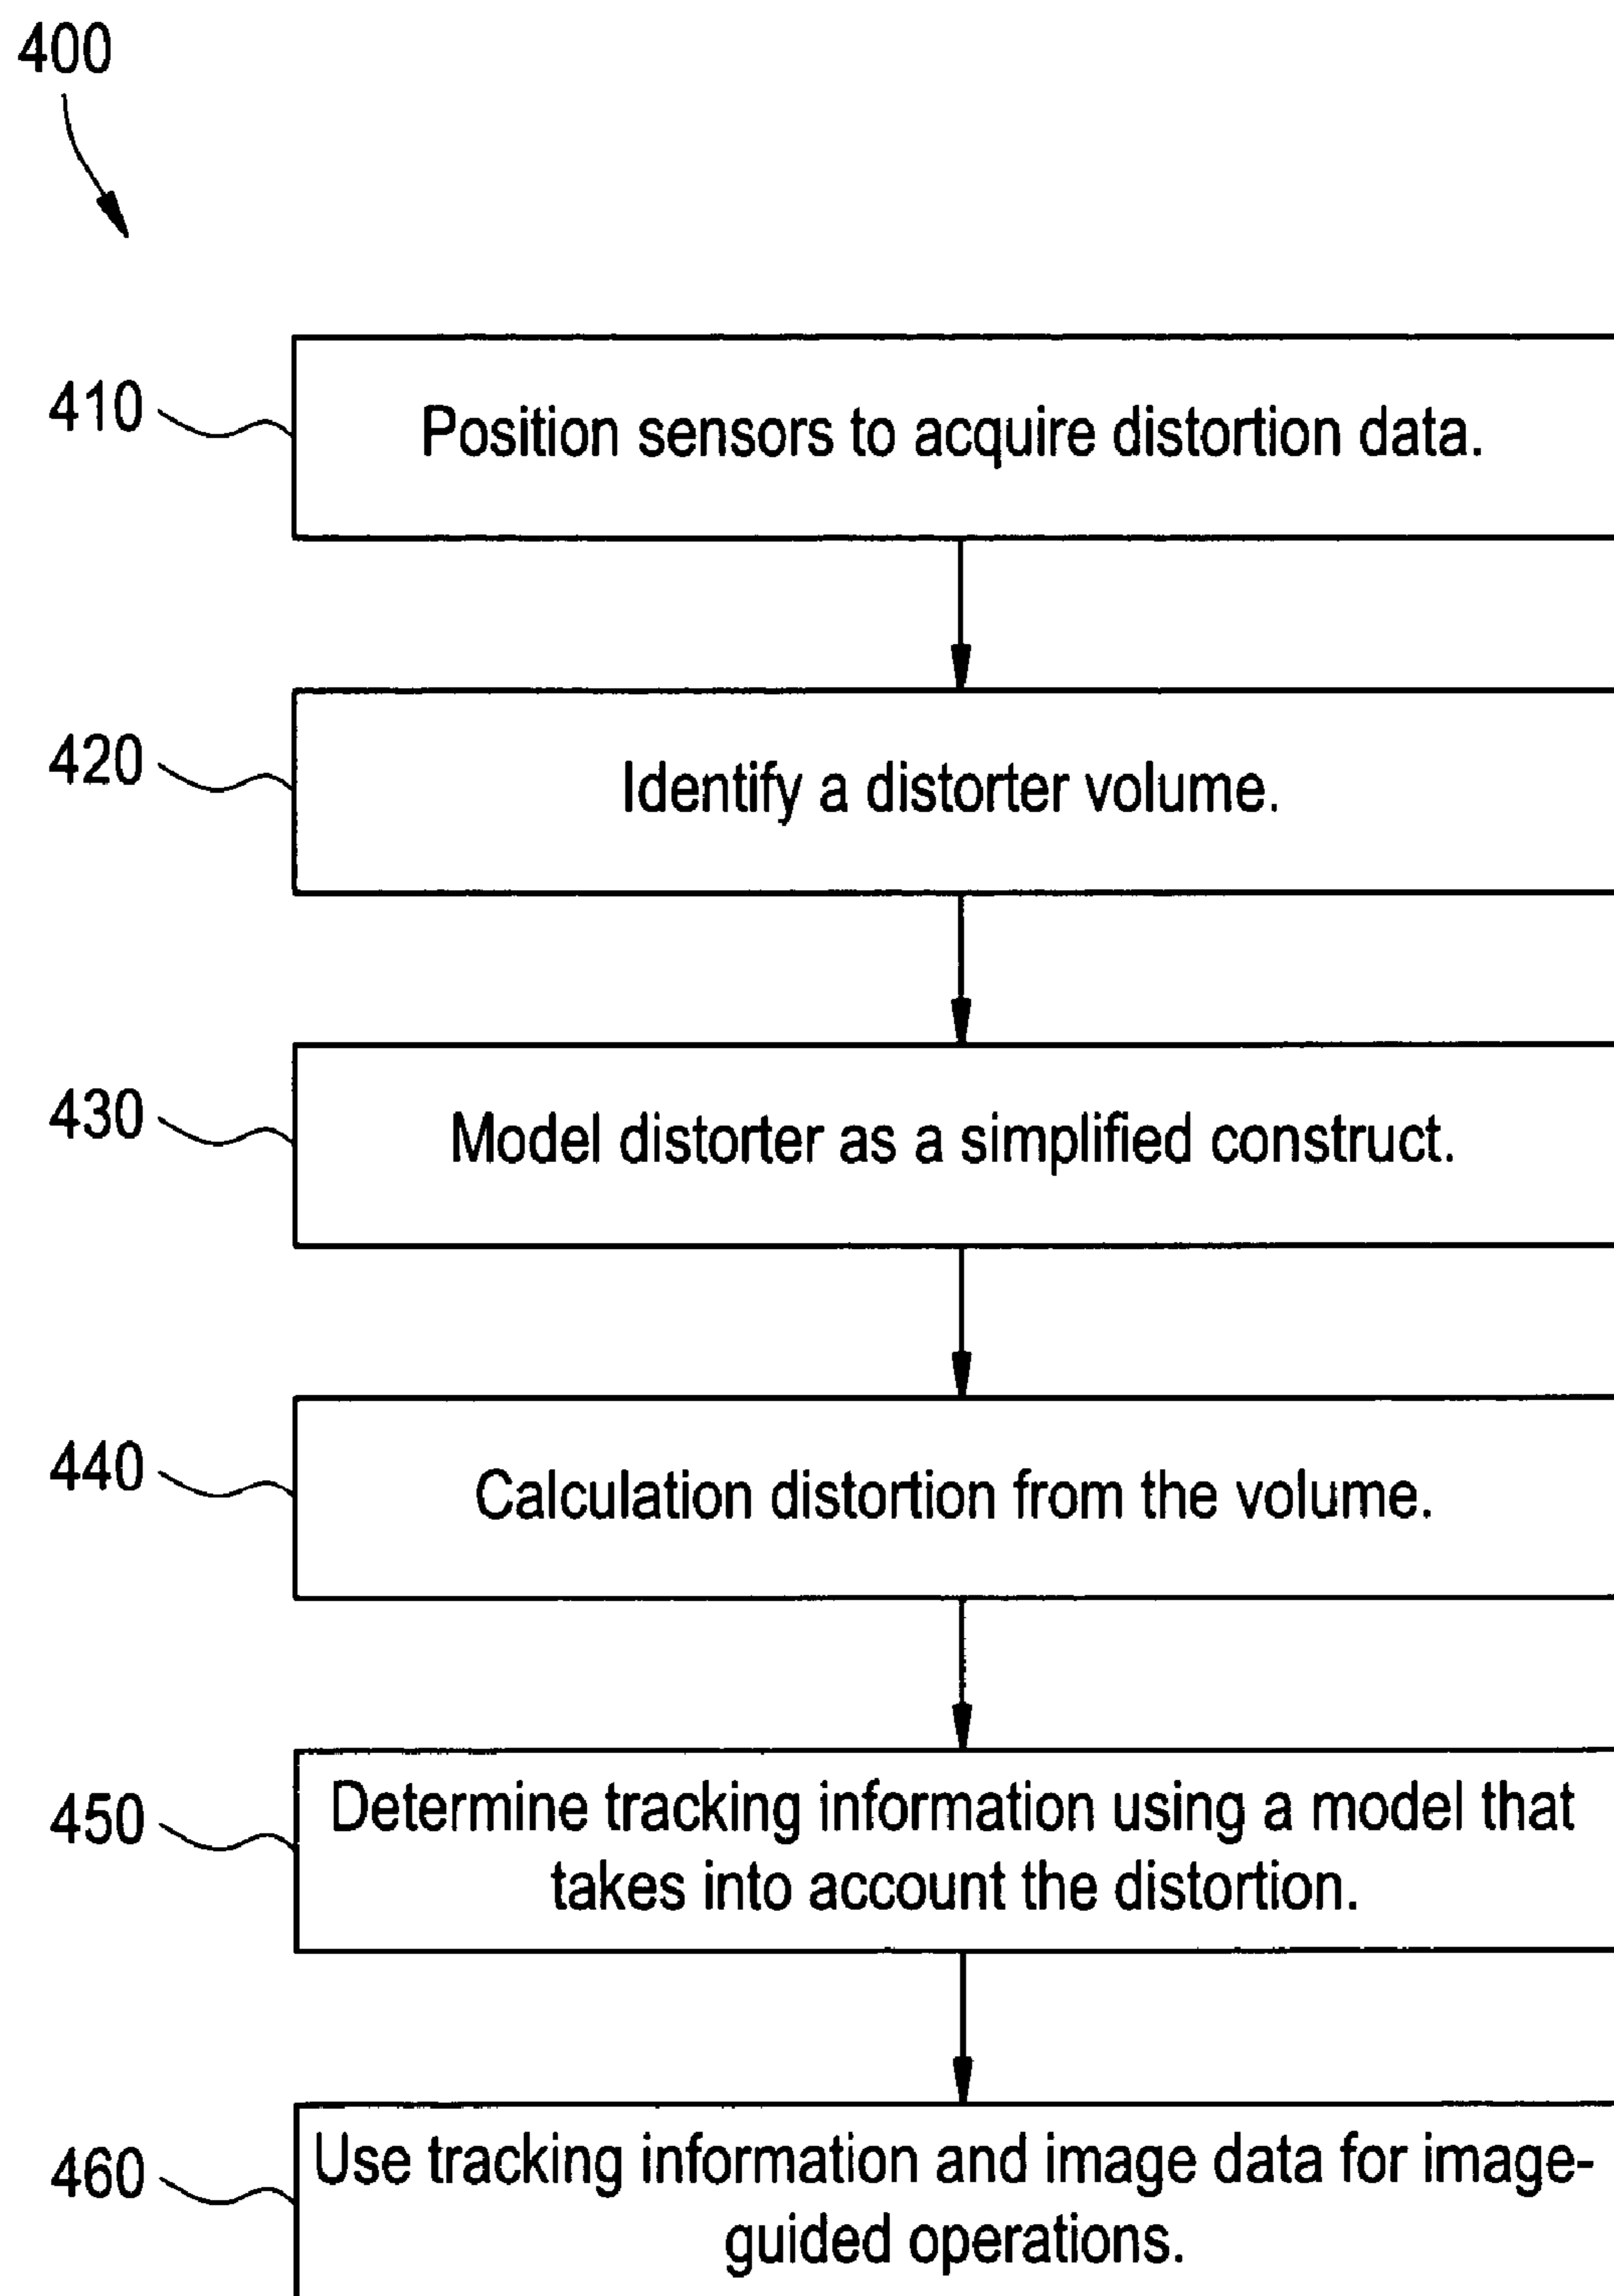 400
410
Position sensors to acquire distortion data.
420
Identify a distorter volume.
430
Model distorter as a simplified construct.
440
Calculation distortion from the volume.
450
Determine tracking information using a model that
takes into account the distortion.
460
Use tracking information and image data for image-
guided operations.